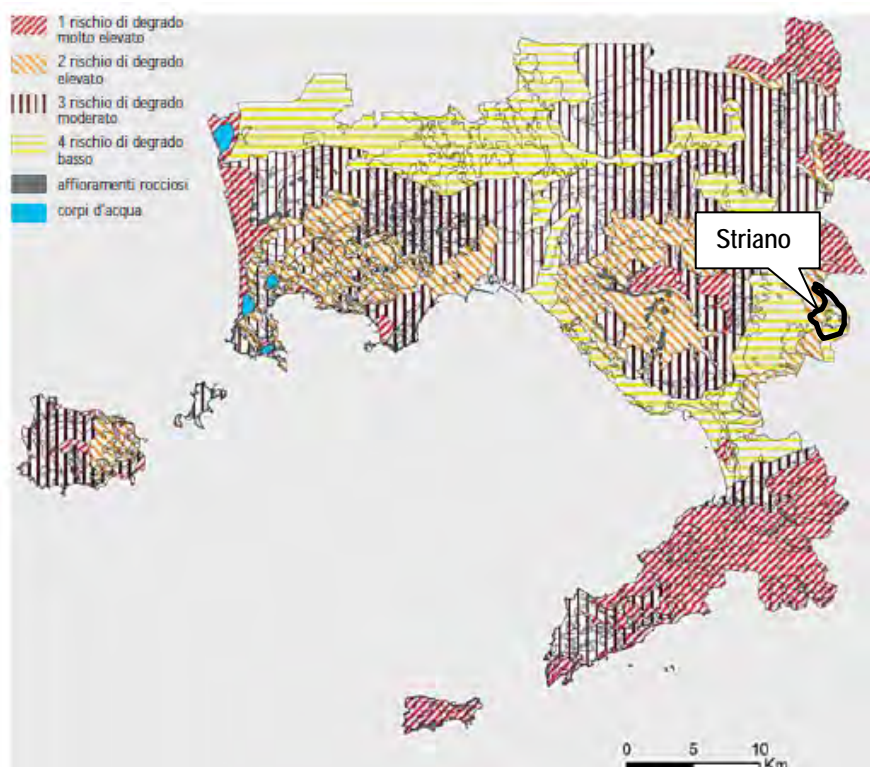 1 rischio di degrado
molto elevato
2 rischio di degrado
elevato
3 rischio di degrado
moderato
4 rischio di degrado
basso
affioramenti rocciosi
corpi d'acqua
Striano
0 5 10
Km